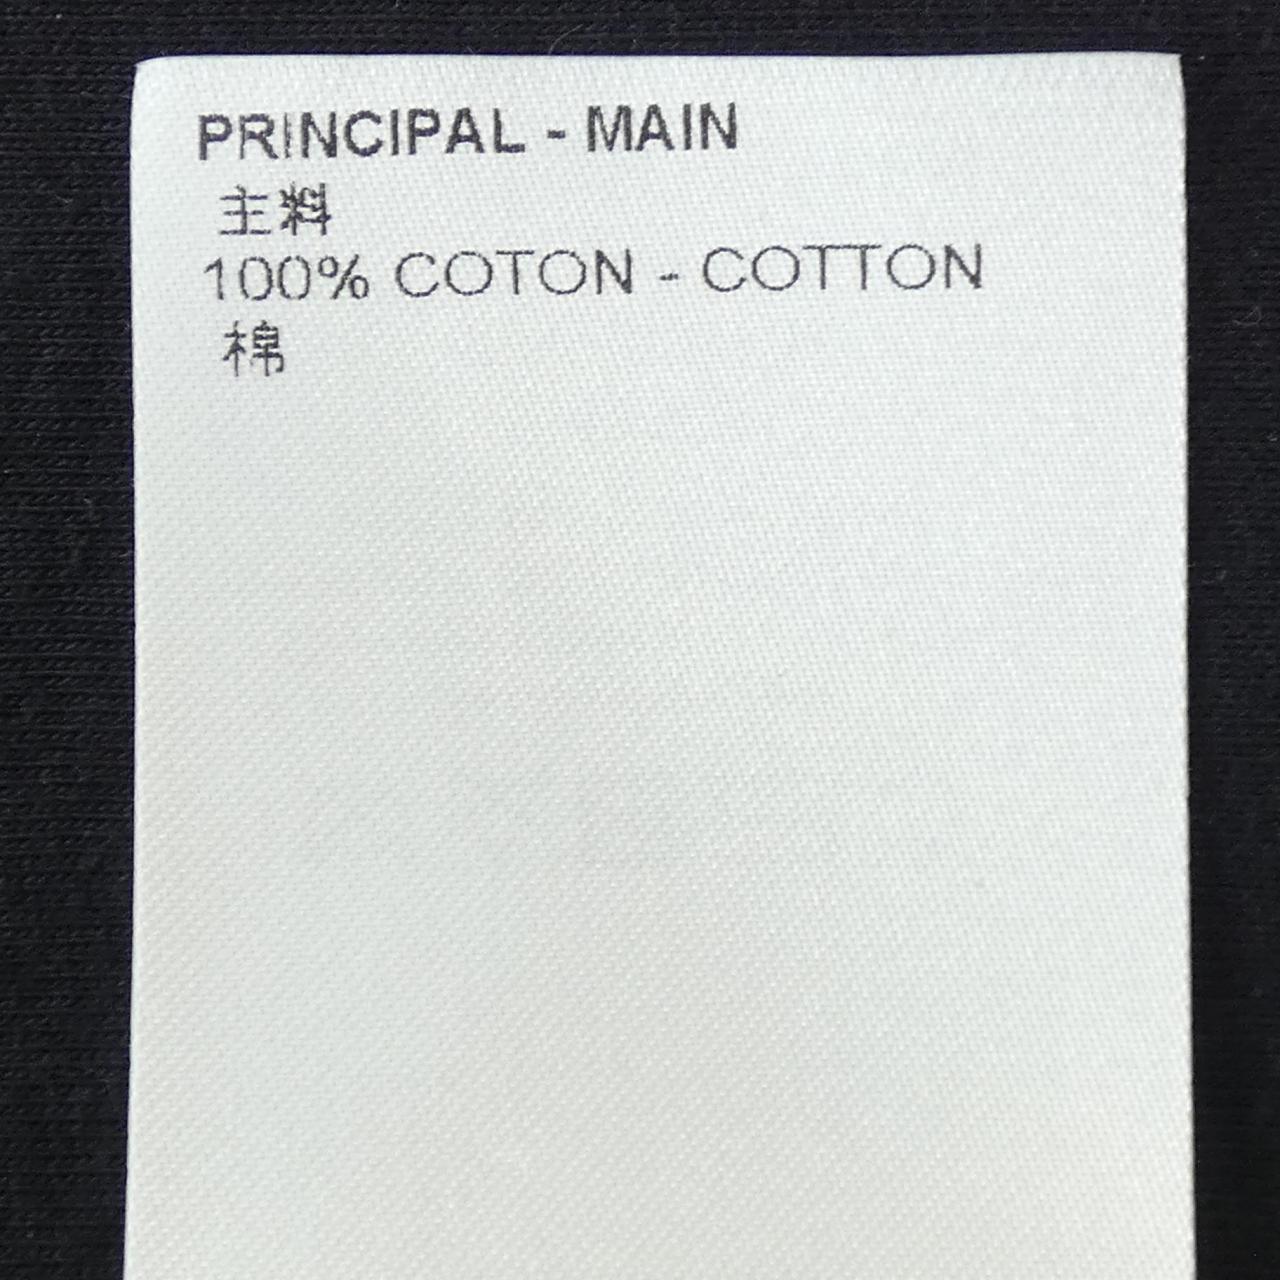 PRINCIPAL - MAIN
主料
100% COTON - COTTON
棉